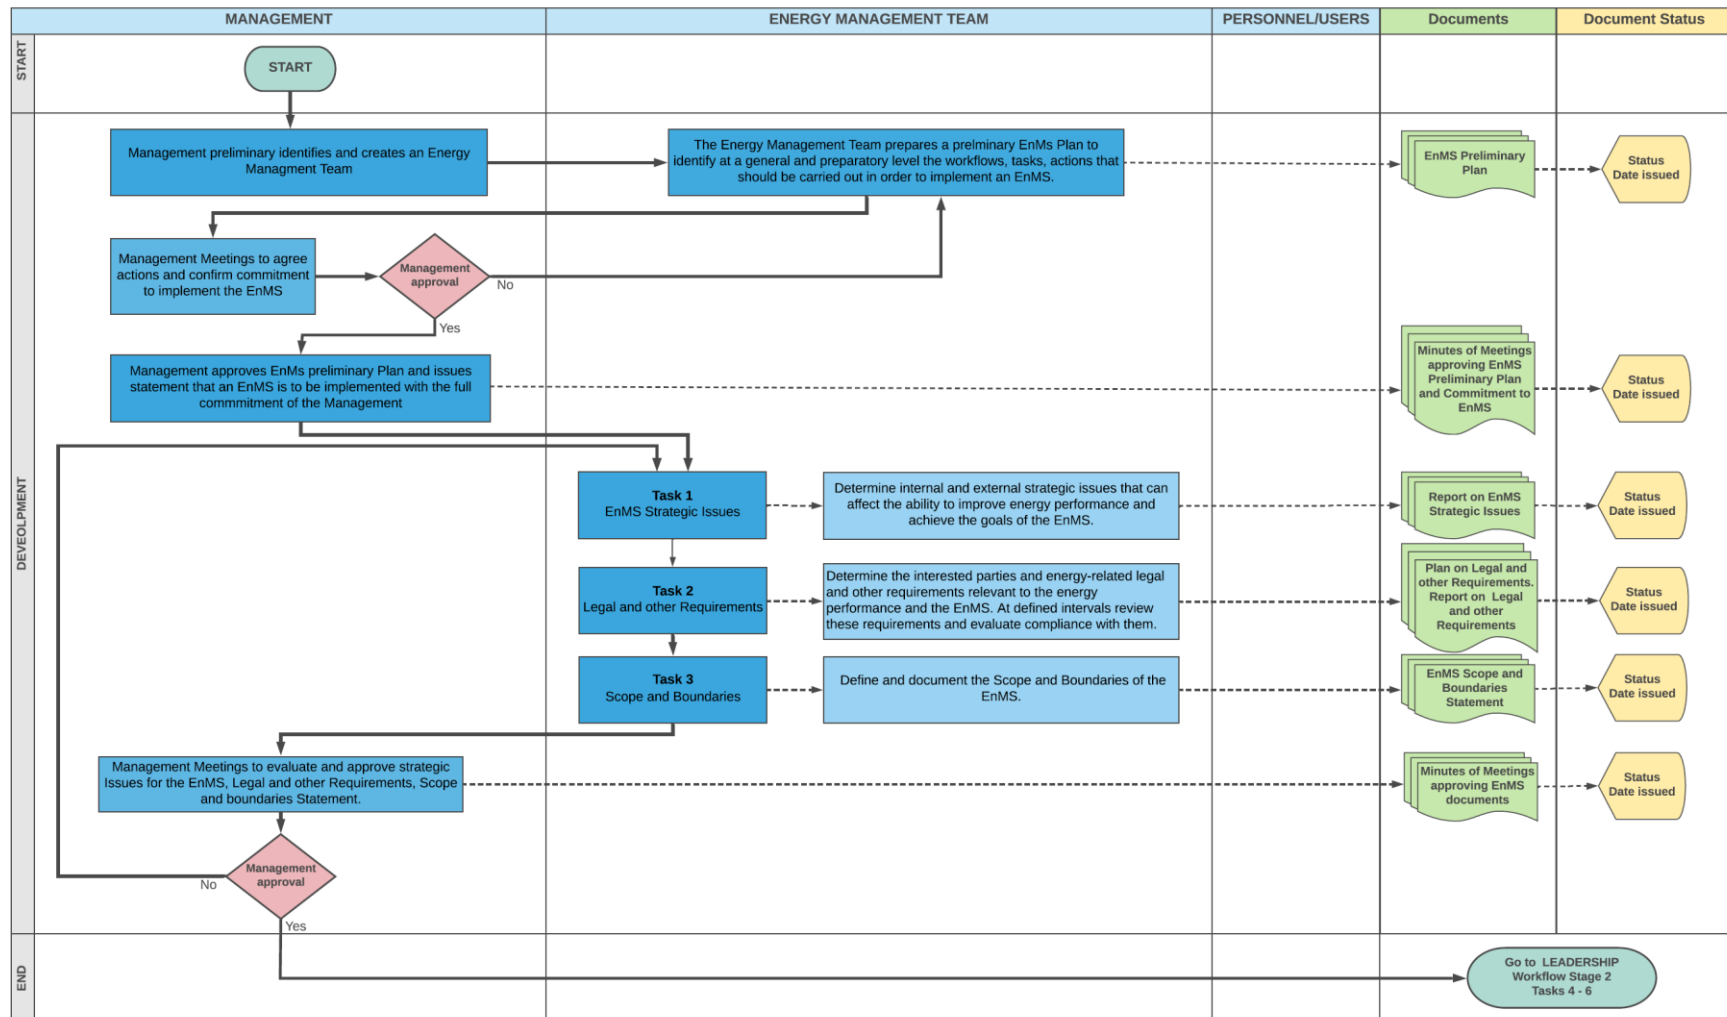 MANAGEMENT
ENERGY MANAGEMENT TEAM
PERSONNEL/USERS
Documents
Document Status
START
START
DEVEOLPMENT
Management preliminary identifies and creates an Energy
Managment Team
The Energy Management Team prepares a prelminary EnMs Plan to
identify at a general and preparatory level the workflows, tasks, actions that
should be carried out in order to implement an EnMS.
EnMS Preliminary
Plan
Status
Date issued
Management Meetings to agree
actions and confirm commitment
to implement the EnMS
Management
approval
No
Yes
Management approves EnMs preliminary Plan and issues
statement that an EnMS is to be implemented with the full
commmitment of the Management
Minutes of Meetings
approving EnMS
Preliminary Plan
and Commitment to
EnMS
Status
Date issued
Task 1
EnMS Strategic Issues
Determine internal and external strategic issues that can
affect the ability to improve energy performance and
achieve the goals of the EnMS.
Report on EnMS
Strategic Issues
Status
Date issued
Task 2
Legal and other Requirements
Determine the interested parties and energy-related legal
and other requirements relevant to the energy
performance and the EnMS. At defined intervals review
these requirements and evaluate compliance with them.
Plan on Legal and
other Requirements.
Report on Legal
and other
Requirements
Status
Date issued
Task 3
Scope and Boundaries
Define and document the Scope and Boundaries of the
EnMS.
EnMS Scope and
Boundaries
Statement
Status
Date issued
Management Meetings to evaluate and approve strategic
Issues for the EnMS, Legal and other Requirements, Scope
and boundaries Statement.
Minutes of Meetings
approving EnMS
documents
Status
Date issued
Management
approval
No
Yes
END
Go to LEADERSHIP
Workflow Stage 2
Tasks 4 - 6